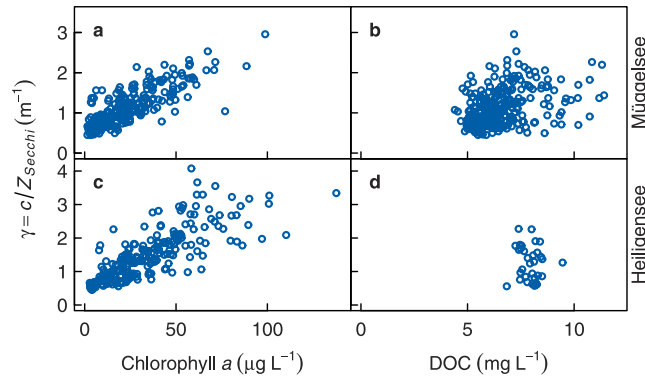 a
b
3
2
1
0
Müggelsee
c
d
4
3
2
1
0
Heiligensee
γ = c/Z_Secchi (m⁻¹)
0 50 100
0 5 10
Chlorophyll a (μg L⁻¹)
DOC (mg L⁻¹)